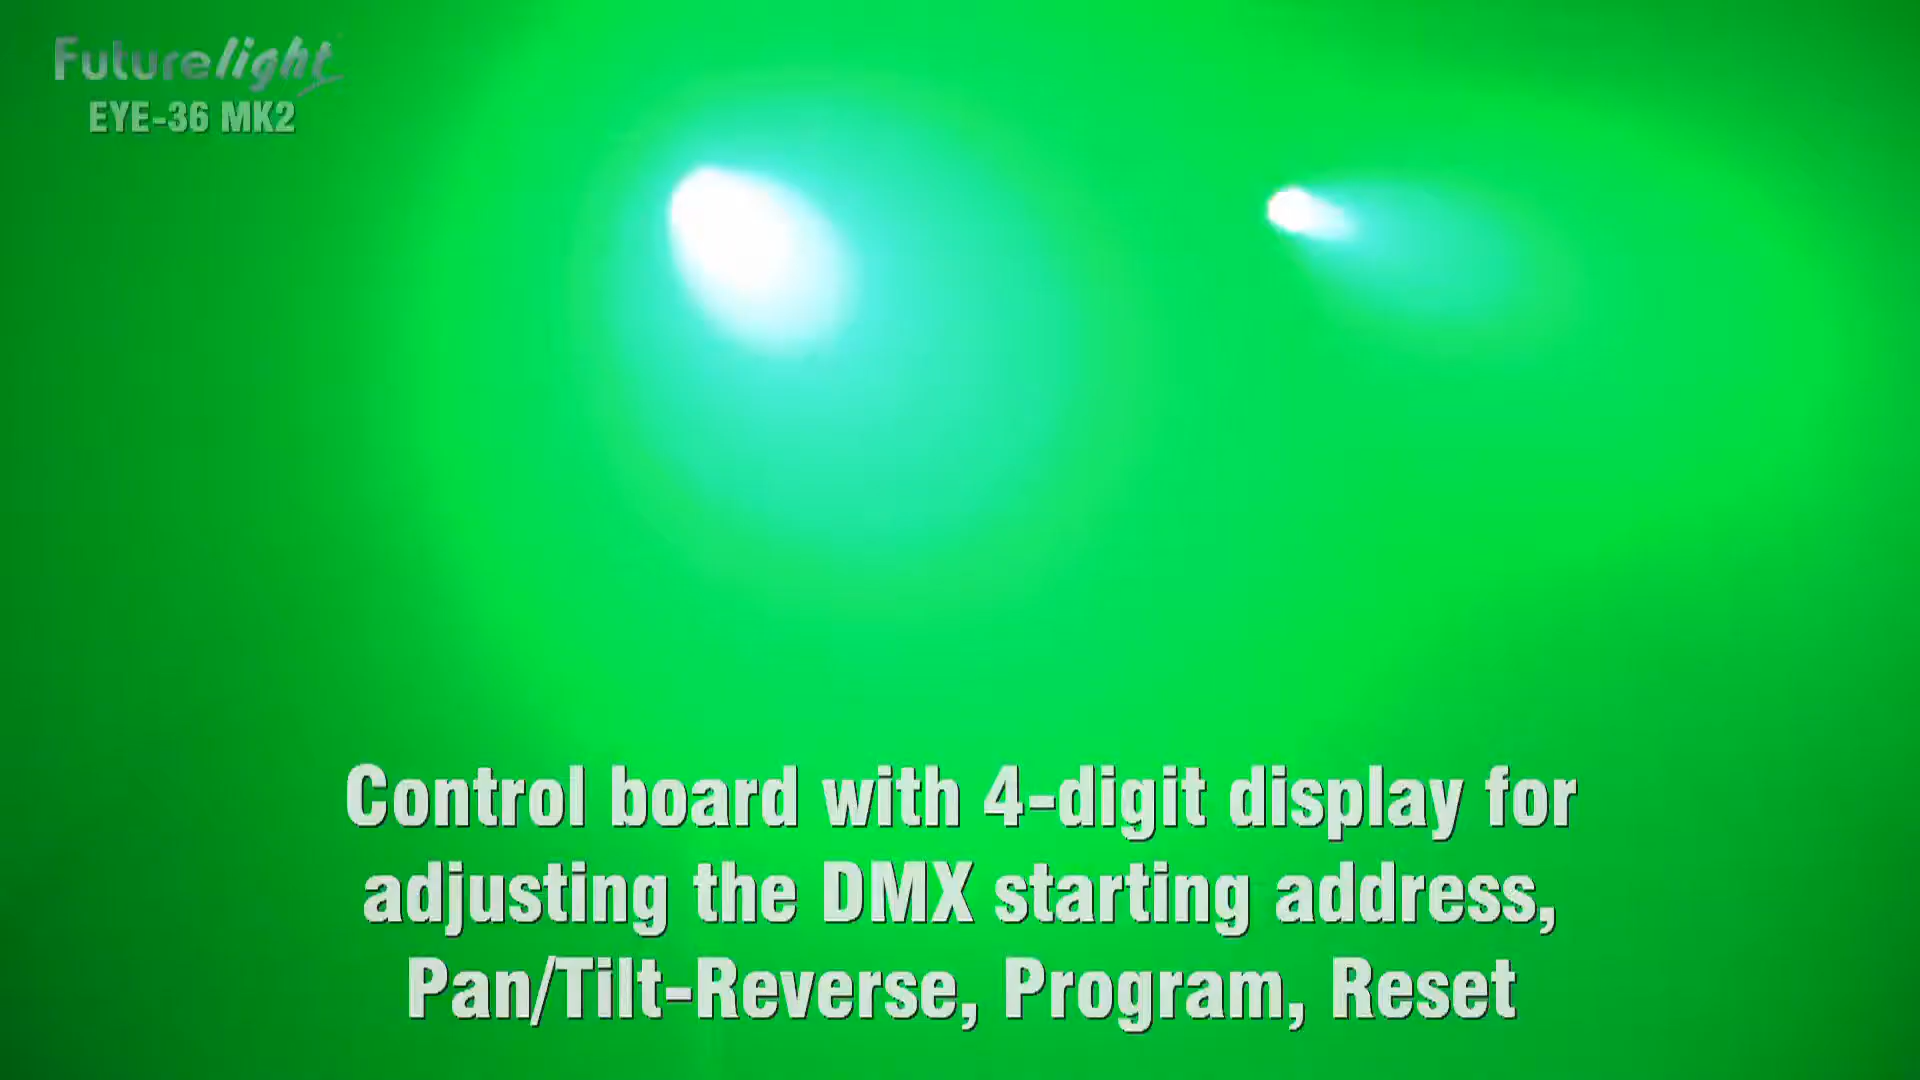 Futurelight
EYE-36 MK2
Control board with 4-digit display for
adjusting the DMX starting address,
Pan/Tilt-Reverse, Program, Reset